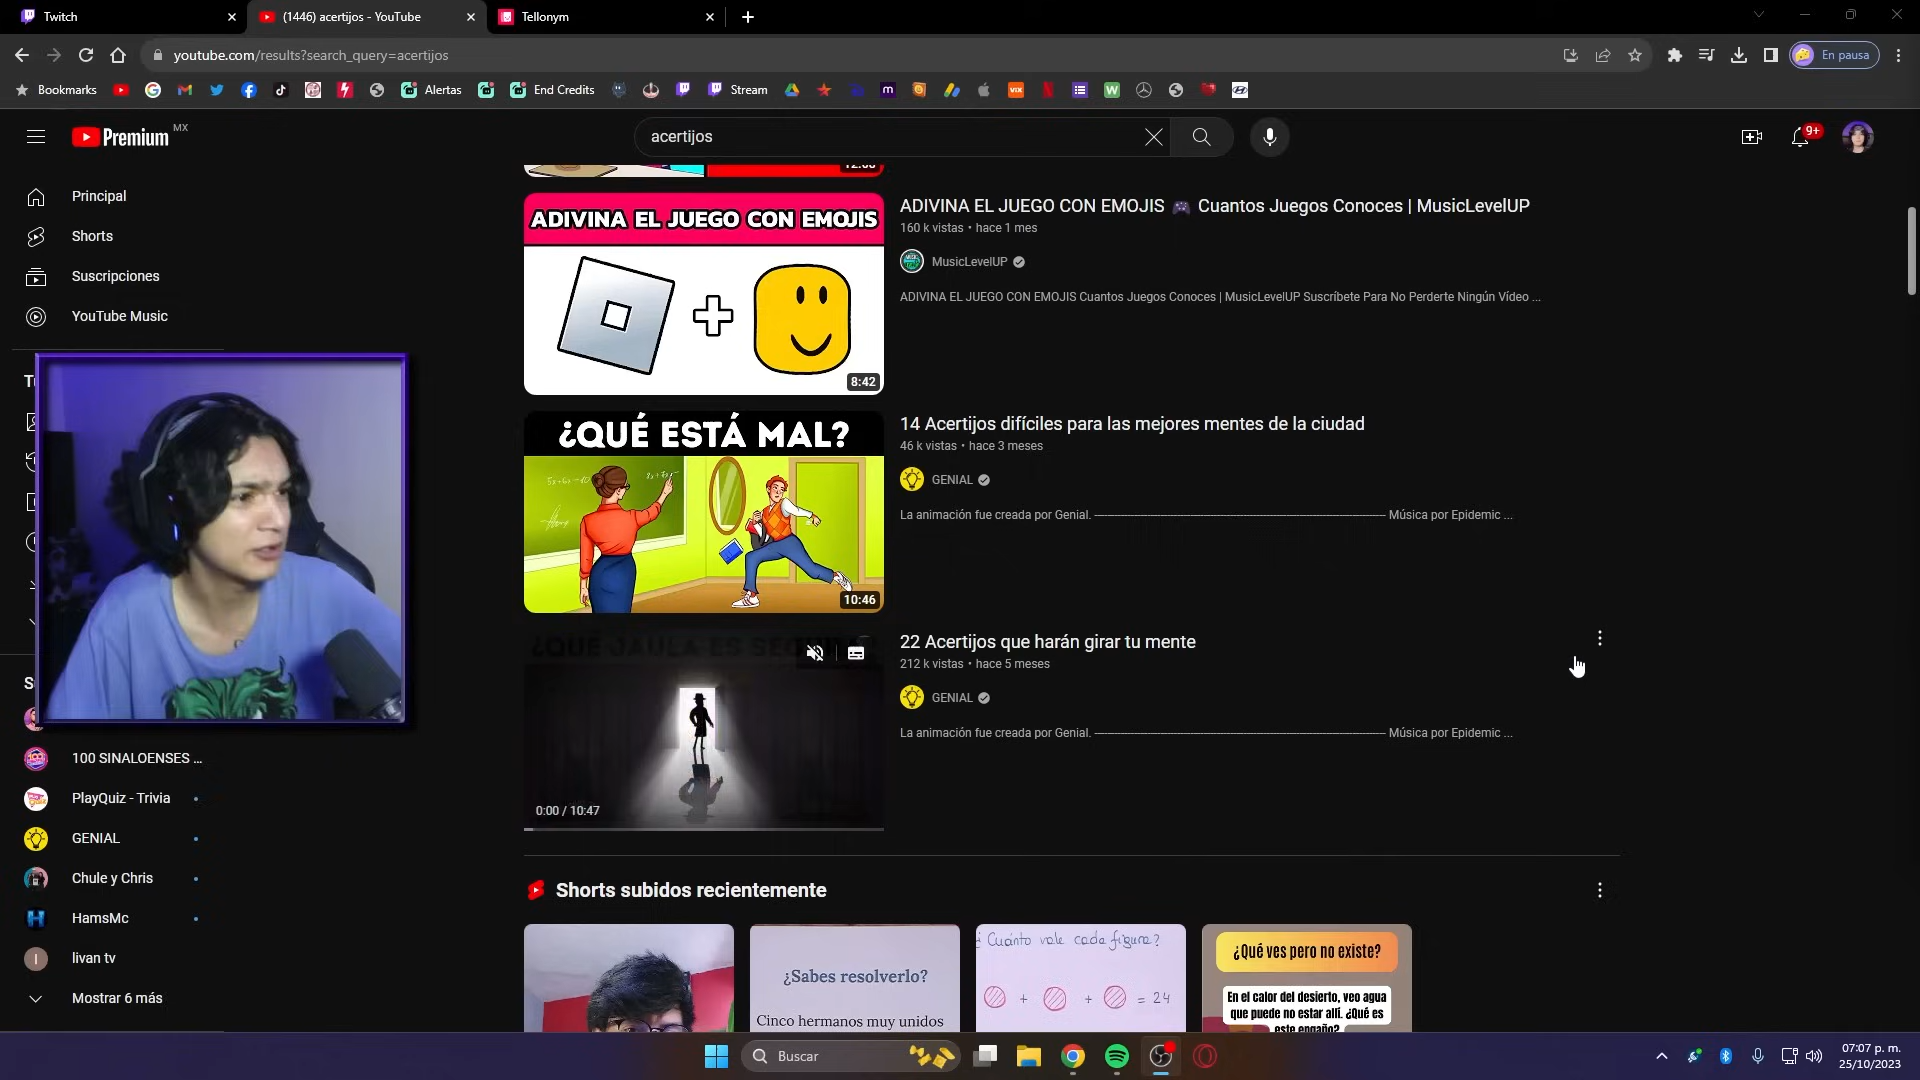 Twitch
(1446) acertijos - YouTube
Tellonym
youtube.com/results?search_query=acertijos
En pausa
Bookmarks
Alertas
End Credits
Stream
Premium MX
acertijos
9+
Principal
Shorts
Suscripciones
YouTube Music
100 SINALOENSES ...
PlayQuiz - Trivia
GENIAL
Chule y Chris
HamsMc
livan tv
Mostrar 6 más
ADIVINA EL JUEGO CON EMOJIS
8:42
ADIVINA EL JUEGO CON EMOJIS 🎮 Cuantos Juegos Conoces | MusicLevelUP
160 k vistas • hace 1 mes
MusicLevelUP
ADIVINA EL JUEGO CON EMOJIS Cuantos Juegos Conoces | MusicLevelUP Suscríbete Para No Perderte Ningún Vídeo ...
¿QUÉ ESTÁ MAL?
10:46
14 Acertijos difíciles para las mejores mentes de la ciudad
46 k vistas • hace 3 meses
GENIAL
La animación fue creada por Genial. ---------------------------------------- Música por Epidemic ...
¿QUÉ JAULA ES
0:00 / 10:47
22 Acertijos que harán girar tu mente
212 k vistas • hace 5 meses
GENIAL
La animación fue creada por Genial. ---------------------------------------- Música por Epidemic ...
Shorts subidos recientemente
¿Sabes resolverlo?
Cinco hermanos muy unidos
Cuánto vale cada figura?
+ + = 24
¿Qué ves pero no existe?
En el calor del desierto, veo agua
que puede no estar allí. ¿Qué es
este engaño?
Buscar
07:07 p. m.
25/10/2023